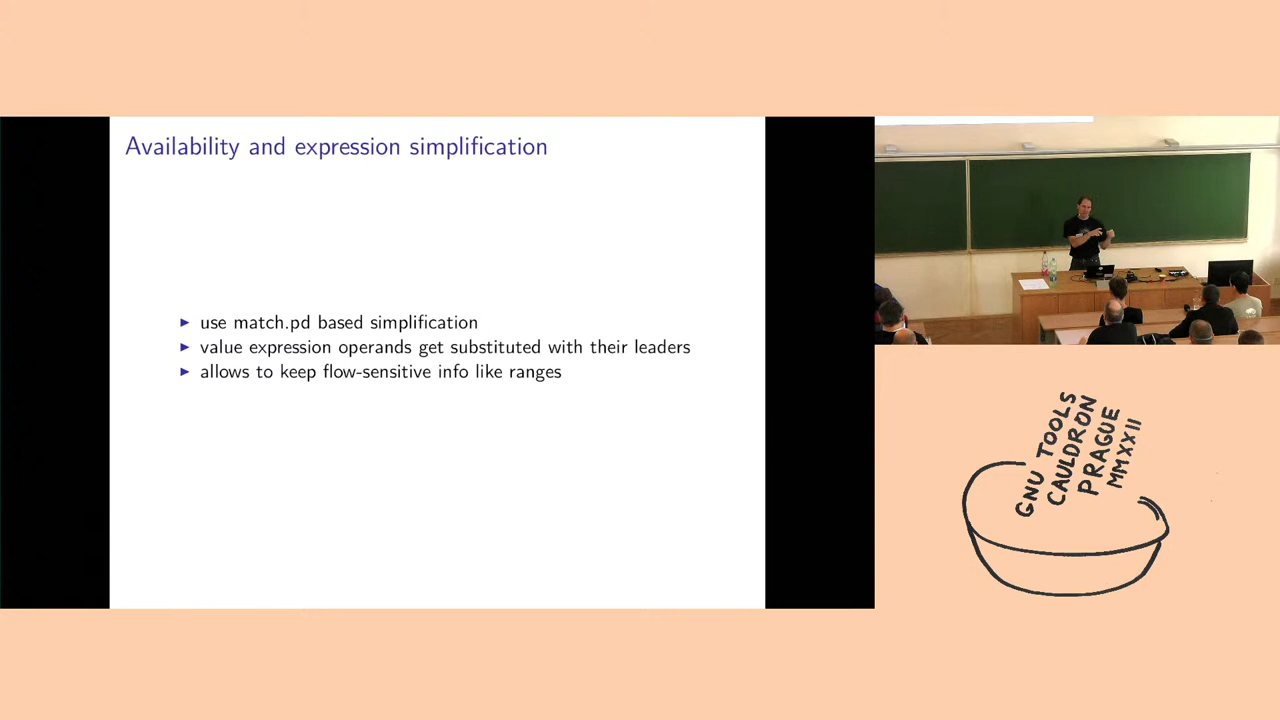 Availability and expression simplification
▶ use match.pd based simplification
▶ value expression operands get substituted with their leaders
▶ allows to keep flow-sensitive info like ranges
GNU TOOLS
CAULDRON
PRAGUE
MMXXII